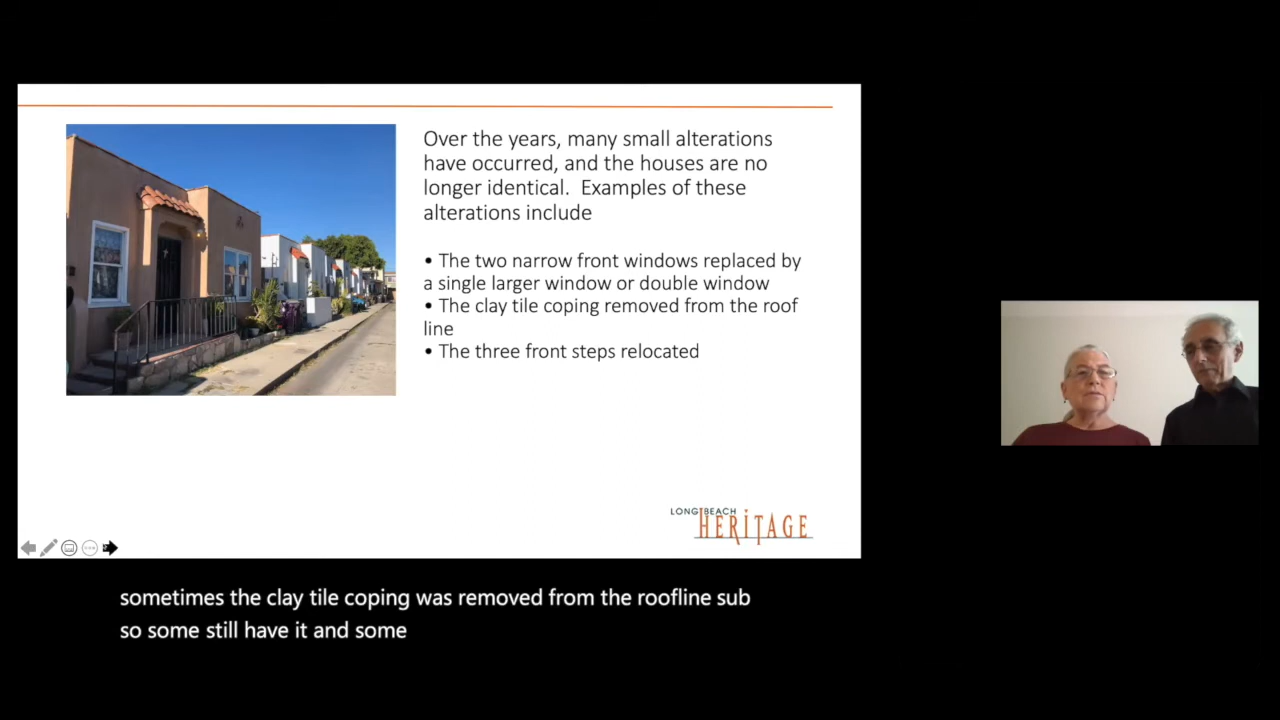 Over the years, many small alterations
have occurred, and the houses are no
longer identical.  Examples of these
alterations include
• The two narrow front windows replaced by
a single larger window or double window
• The clay tile coping removed from the roof
line
• The three front steps relocated
LONG BEACH
HERITAGE
sometimes the clay tile coping was removed from the roofline sub
so some still have it and some